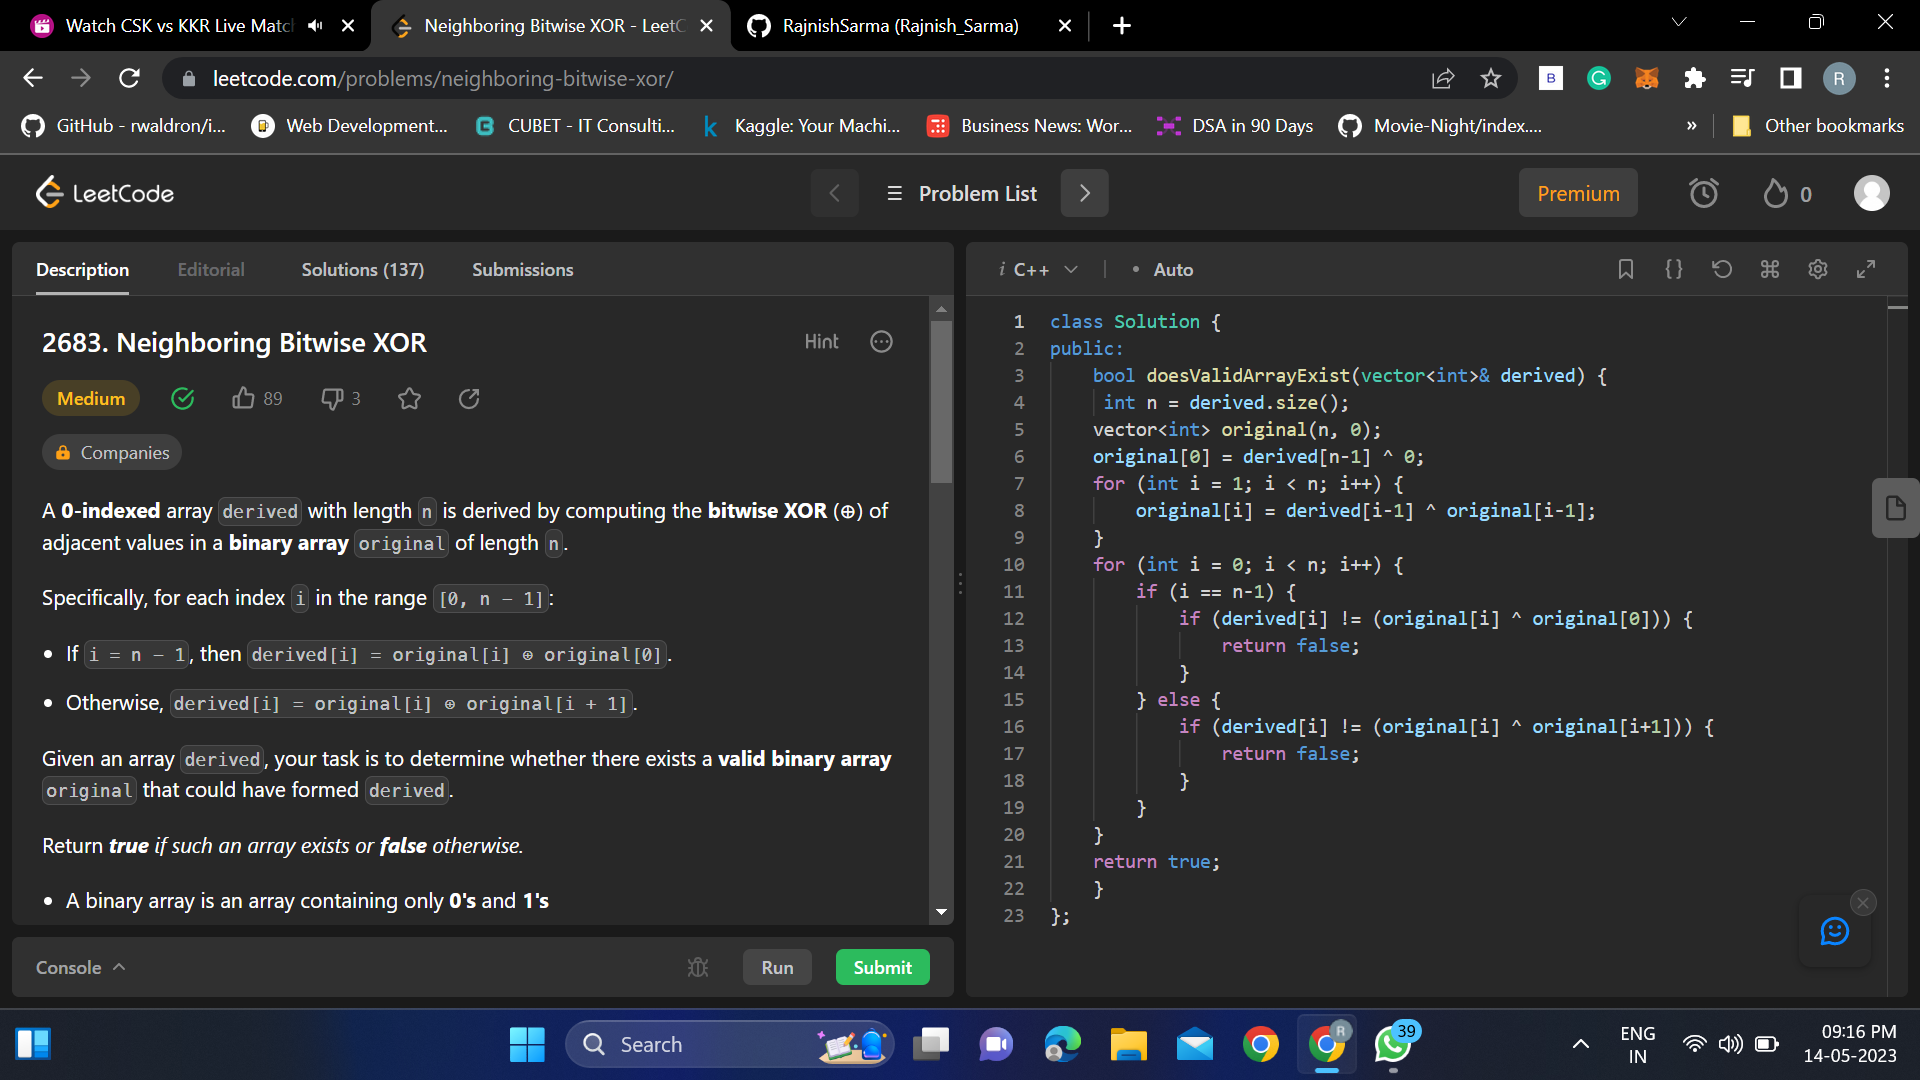 Watch CSK vs KKR Live Match
Neighboring Bitwise XOR - LeetC
RajnishSarma (Rajnish_Sarma)
leetcode.com/problems/neighboring-bitwise-xor/
B
G
R
GitHub - rwaldron/i...
Web Development...
CUBET - IT Consulti...
Kaggle: Your Machi...
Business News: Wor...
DSA in 90 Days
Movie-Night/index....
»
Other bookmarks
LeetCode
Problem List
Premium
0
Description
Editorial
Solutions (137)
Submissions
2683. Neighboring Bitwise XOR
Hint
Medium
89
3
Companies
A 0-indexed array derived with length n is derived by computing the bitwise XOR (⊕) of
adjacent values in a binary array original of length n.
Specifically, for each index i in the range [0, n - 1]:
• If i = n - 1, then derived[i] = original[i] ⊕ original[0].
• Otherwise, derived[i] = original[i] ⊕ original[i + 1].
Given an array derived, your task is to determine whether there exists a valid binary array
original that could have formed derived.
Return true if such an array exists or false otherwise.
• A binary array is an array containing only 0's and 1's
Console
Run
Submit
i C++
• Auto
{}
1 class Solution {
2 public:
3 bool doesValidArrayExist(vector<int>& derived) {
4 int n = derived.size();
5 vector<int> original(n, 0);
6 original[0] = derived[n-1] ^ 0;
7 for (int i = 1; i < n; i++) {
8 original[i] = derived[i-1] ^ original[i-1];
9 }
10 for (int i = 0; i < n; i++) {
11 if (i == n-1) {
12 if (derived[i] != (original[i] ^ original[0])) {
13 return false;
14 }
15 } else {
16 if (derived[i] != (original[i] ^ original[i+1])) {
17 return false;
18 }
19 }
20 }
21 return true;
22 }
23 };
Search
R
39
ENG
IN
09:16 PM
14-05-2023